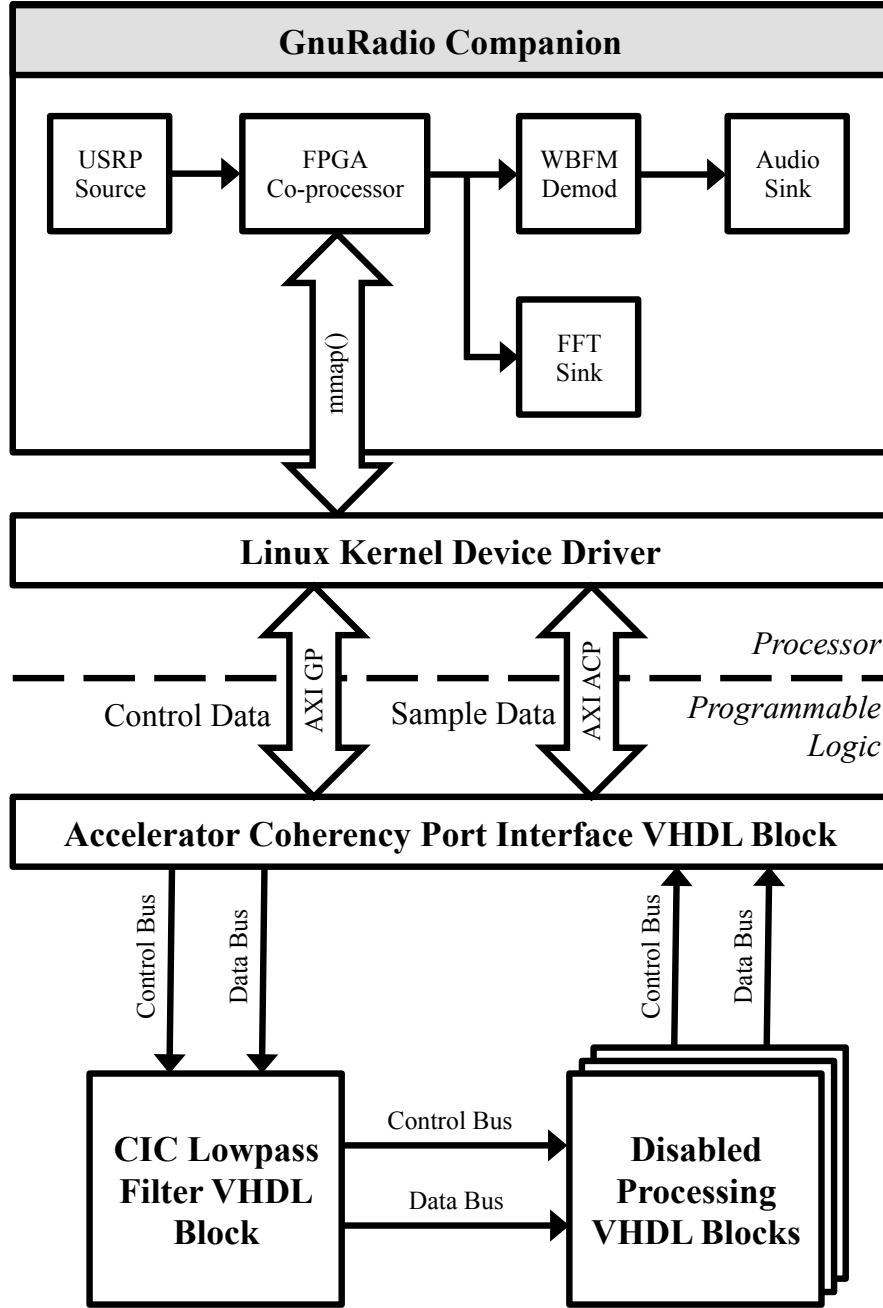 GnuRadio Companion
USRP
Source
FPGA
Co-processor
WBFM
Demod
Audio
Sink
FFT
Sink
mmap()
Linux Kernel Device Driver
Processor
AXI GP
AXI ACP
Control Data
Sample Data
Programmable
Logic
Accelerator Coherency Port Interface VHDL Block
Control Bus
Data Bus
Control Bus
Data Bus
CIC Lowpass
Filter VHDL
Block
Control Bus
Data Bus
Disabled
Processing
VHDL Blocks